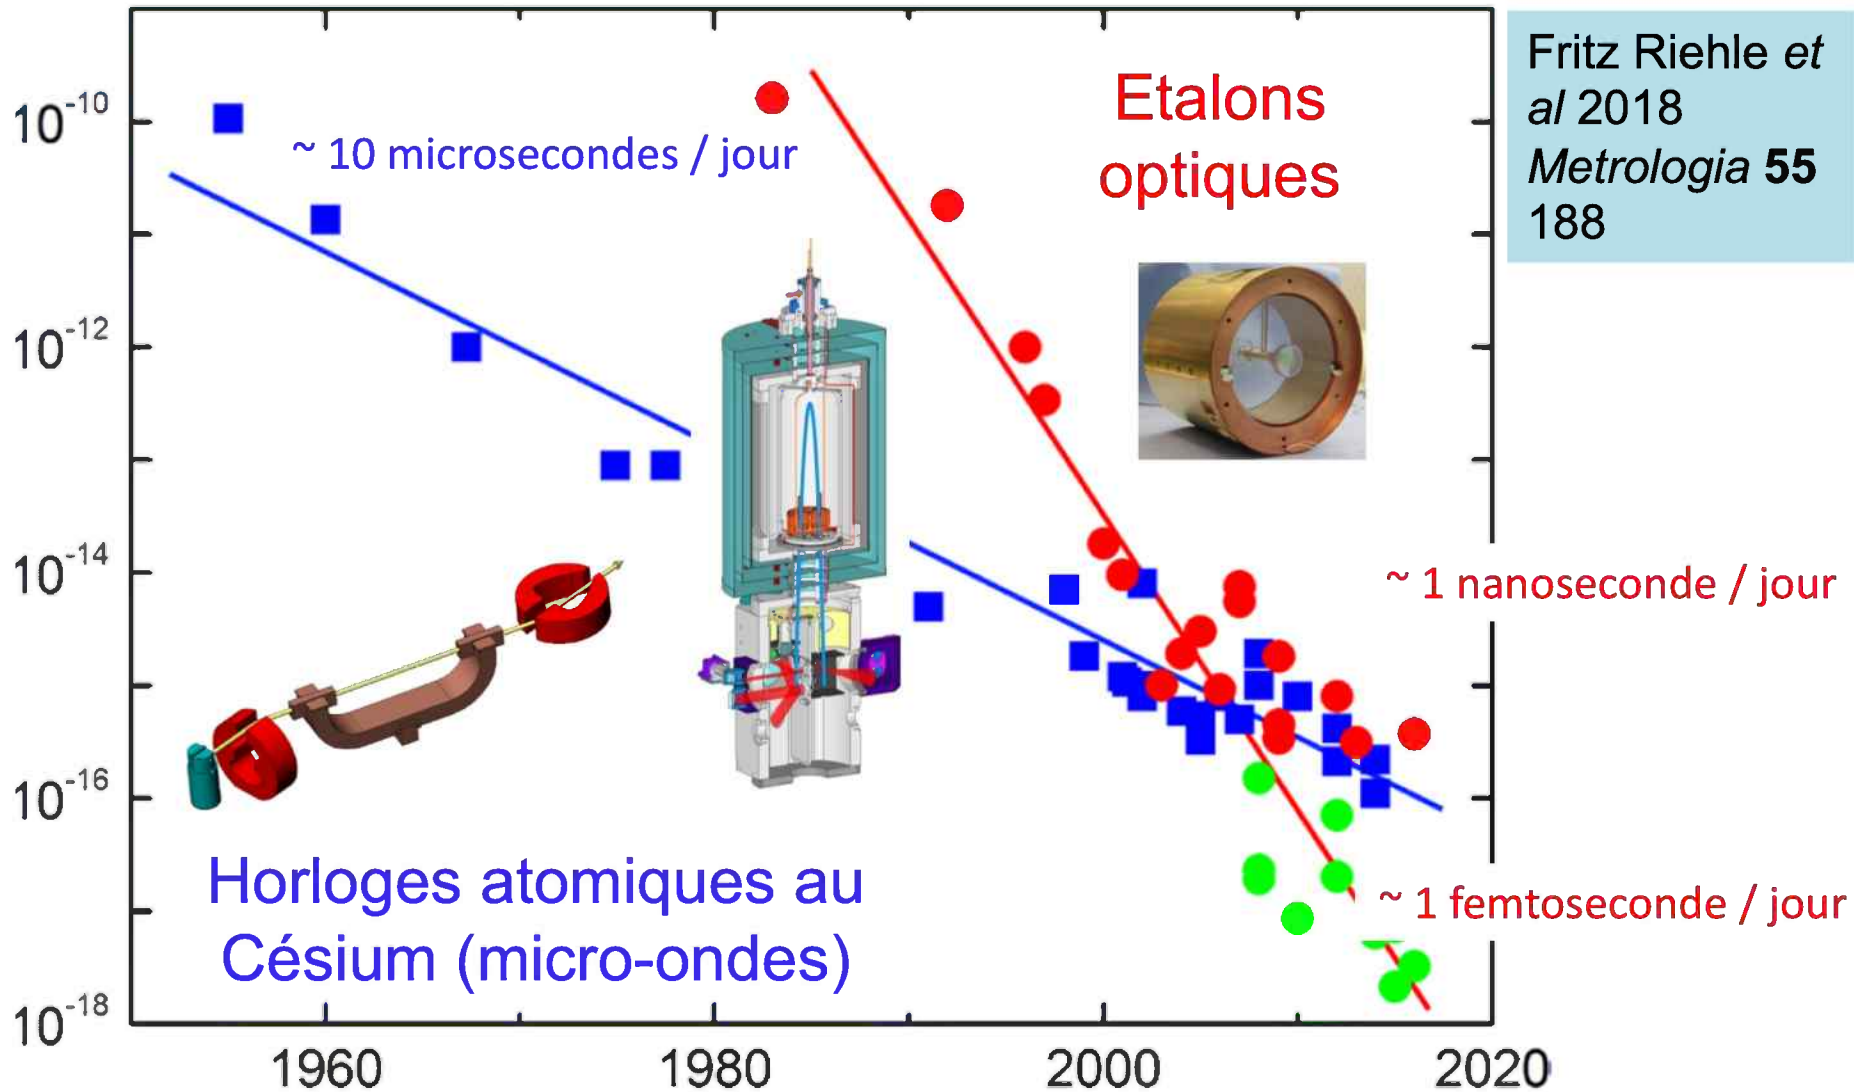 Fritz Riehle et
al 2018
Metrologia 55
188
Etalons
optiques
~ 10 microsecondes / jour
~ 1 nanoseconde / jour
~ 1 femtoseconde / jour
Horloges atomiques au
Césium (micro-ondes)
10-10
10-12
10-14
10-16
10-18
1960 1980 2000 2020